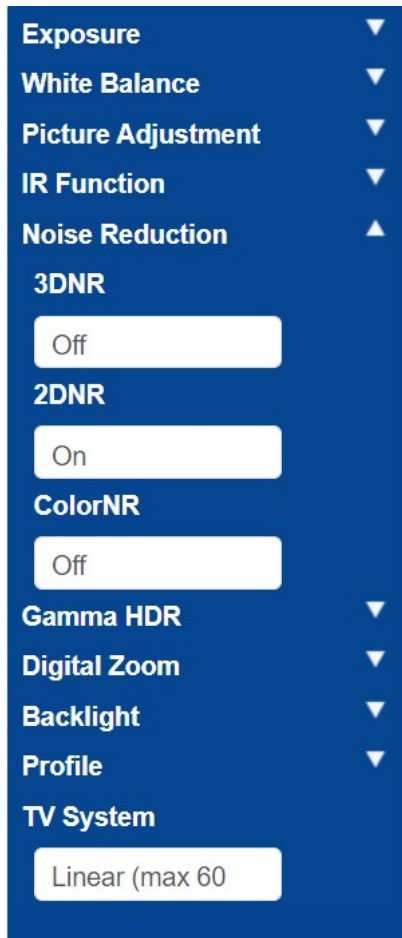 Exposure
White Balance
Picture Adjustment
IR Function
Noise Reduction
3DNR
Off
2DNR
On
ColorNR
Off
Gamma HDR
Digital Zoom
Backlight
Profile
TV System
Linear (max 60